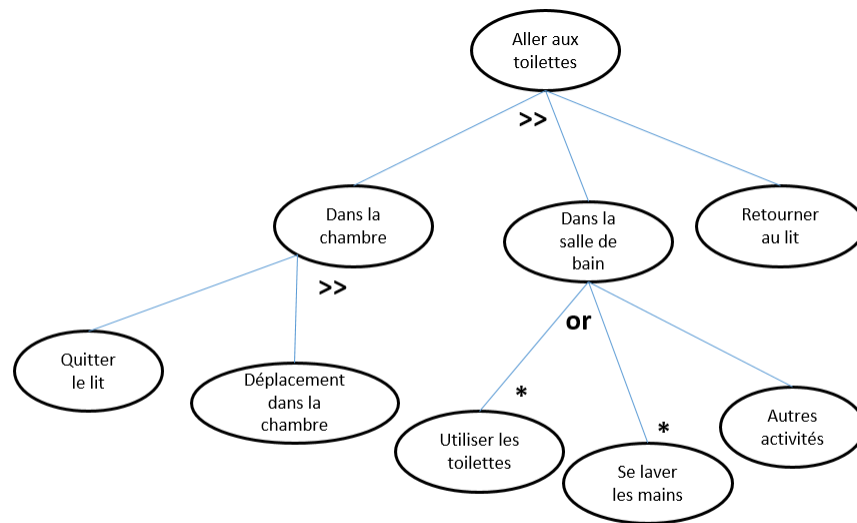 Aller aux
toilettes
>>
Dans la
chambre
Dans la
salle de
bain
Retourner
au lit
>>
or
Quitter
le lit
Déplacement
dans la
chambre
*
Utiliser les
toilettes
*
Se laver
les mains
Autres
activités